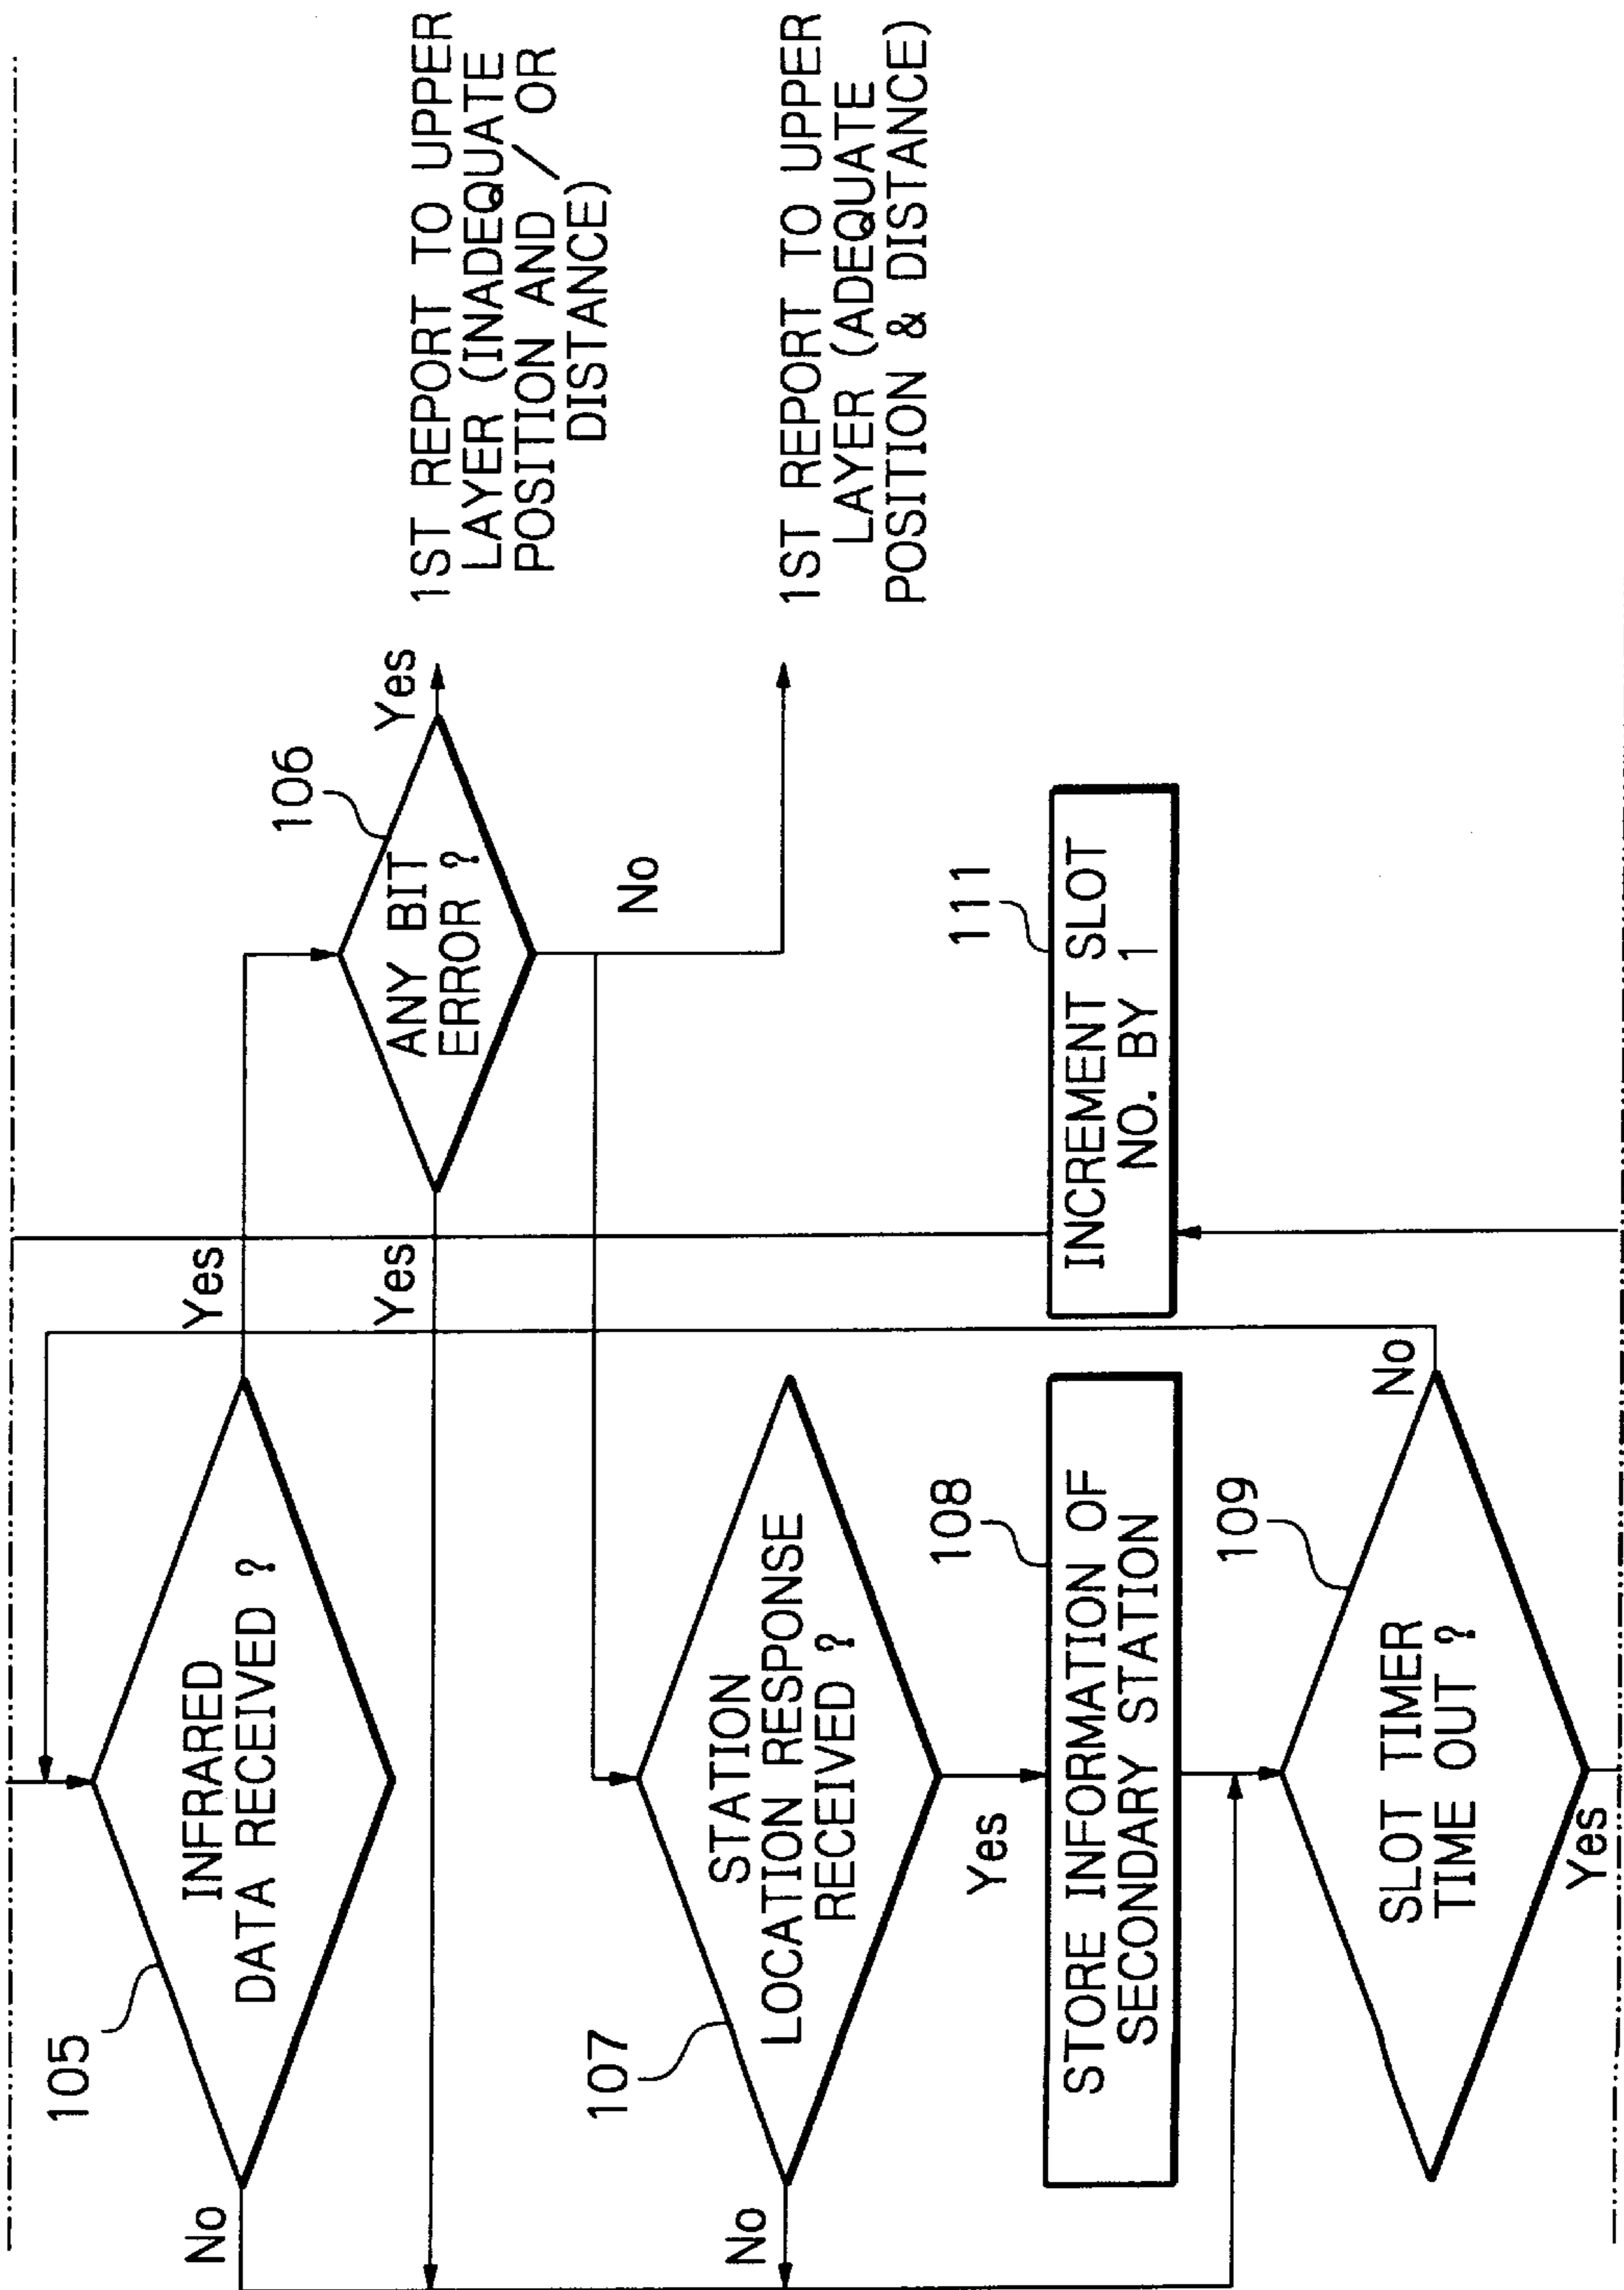 105
INFRARED
DATA RECEIVED ?
No
Yes
106
ANY BIT
ERROR ?
Yes
Yes
No
1ST REPORT TO UPPER
LAYER (INADEQUATE
POSITION AND / OR
DISTANCE)
1ST REPORT TO UPPER
LAYER (ADEQUATE
POSITION & DISTANCE)
107
STATION
LOCATION RESPONSE
RECEIVED ?
No
Yes
108
STORE INFORMATION OF
SECONDARY STATION
111
INCREMENT SLOT
NO. BY 1
109
SLOT TIMER
TIME OUT ?
No
Yes